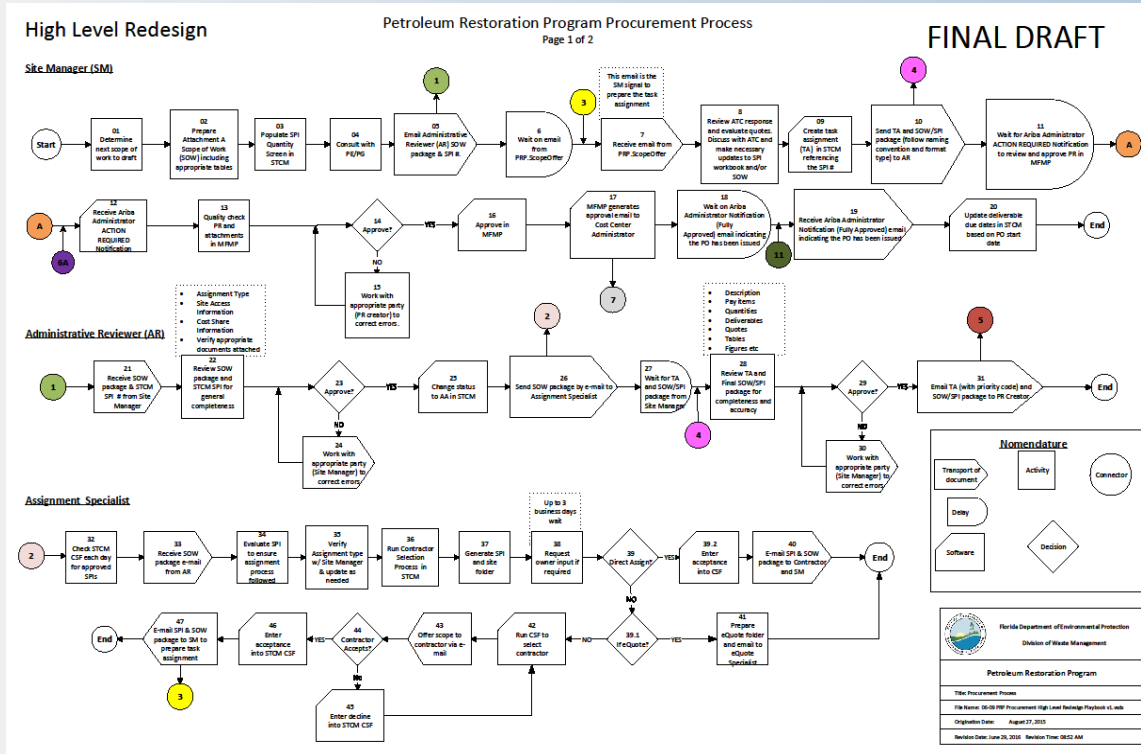 High Level Redesign
Petroleum Restoration Program Procurement Process
Page 1 of 2
FINAL DRAFT
Site Manager (SM)
Start
01
Determine
next scope of
work to draft
02
Prepare
Attachment A
Scope of Work
(SOW) including
appropriate tables
03
Populate SPI
Quantity
Screen in
STCM
04
Consult with
PE/PG
1
05
Email Administrative
Reviewer (AR) SOW
package & SPI #.
6
Wait on email
from
PRP.ScopeOffer
3
This email is the
SM signal to
prepare the task
assignment
7
Receive email from
PRP.ScopeOffer
8
Review ATC response
and evaluate quotes.
Discuss with ATC and
make necessary
updates to SPI
workbook and/or
SOW
09
Create task
assignment
(TA) in STCM
referencing
the SPI #
4
10
Send TA and SOW/SPI
package (follow naming
convention and format
type) to AR
11
Wait for Ariba Administrator
ACTION REQUIRED Notification
to review and approve PR in
MFMP
A
A
6A
12
Receive Ariba
Administrator
ACTION
REQUIRED
Notification
13
Quality check
PR and
attachments
in MFMP
14
Approve?
YES
NO
15
Work with
appropriate party
(PR creator) to
correct errors.
16
Approve in
MFMP
17
MFMP generates
approval email to
Cost Center
Administrator
7
18
Wait on Ariba
Administrator Notification
(Fully
Approved) email
indicating the PO has been
issued
11
19
Receive Ariba Administrator
Notification (Fully Approved) email
indicating the PO has been issued
20
Update deliverable
due dates in STCM
based on PO start
date
End
Administrative Reviewer (AR)
• Assignment Type
• Site Access
Information
• Cost Share
Information
• Verify appropriate
documents attached
1
21
Receive SOW
package & STCM
SPI # from Site
Manager
22
Review SOW
package and
STCM SPI for
general
completeness
23
Approve?
YES
NO
24
Work with
appropriate party
(Site Manager) to
correct errors
25
Change status
to AA in STCM
2
26
Send SOW package by e-mail to
Assignment Specialist
27
Wait for TA
and SOW/SPI
package from
Site Manager
4
• Description
• Pay items
• Quantities
• Deliverables
• Quotes
• Tables
• Figures etc
28
Review TA and
Final SOW/SPI
package for
completeness and
accuracy
29
Approve?
YES
NO
30
Work with
appropriate party
(Site Manager) to
correct errors
5
31
Email TA (with priority code) and
SOW/SPI package to PR Creator
End
Nomenclature
Transport of
document
Activity
Connector
Delay
Software
Decision
Assignment Specialist
2
32
Check STCM
CSF each day
for approved
SPIs
33
Receive SOW
package e-mail
from AR
34
Evaluate SPI
to ensure
assignment
process
followed
35
Verify
Assignment type
w/ Site Manager
& update as
needed
36
Run Contractor
Selection
Process in
STCM
37
Generate SPI
and site
folder
Up to 3
business days
wait
38
Request
owner input if
required
39
Direct Assign?
YES
NO
39.2
Enter
acceptance
into CSF
40
E-mail SPI & SOW
package to Contractor
and SM
End
39.1
If eQuote?
YES
NO
41
Prepare
eQuote folder
and email to
eQuote
Specialist
42
Run CSF to
select
contractor
43
Offer scope to
contractor via e-
mail
44
Contractor
Accepts?
YES
No
45
Enter decline
into STCM CSF
46
Enter
acceptance
into STCM CSF
47
E-mail SPI & SOW
package to SM to
prepare task
assignment
3
End
Florida Department of Environmental Protection
Division of Waste Management
Petroleum Restoration Program
Title: Procurement Process
File Name: 06-09 PRP Procurement High Level Redesign Playbook v1.vsdx
Origination Date: August 27, 2015
Revision Date: June 29, 2016 Revision Time: 08:52 AM